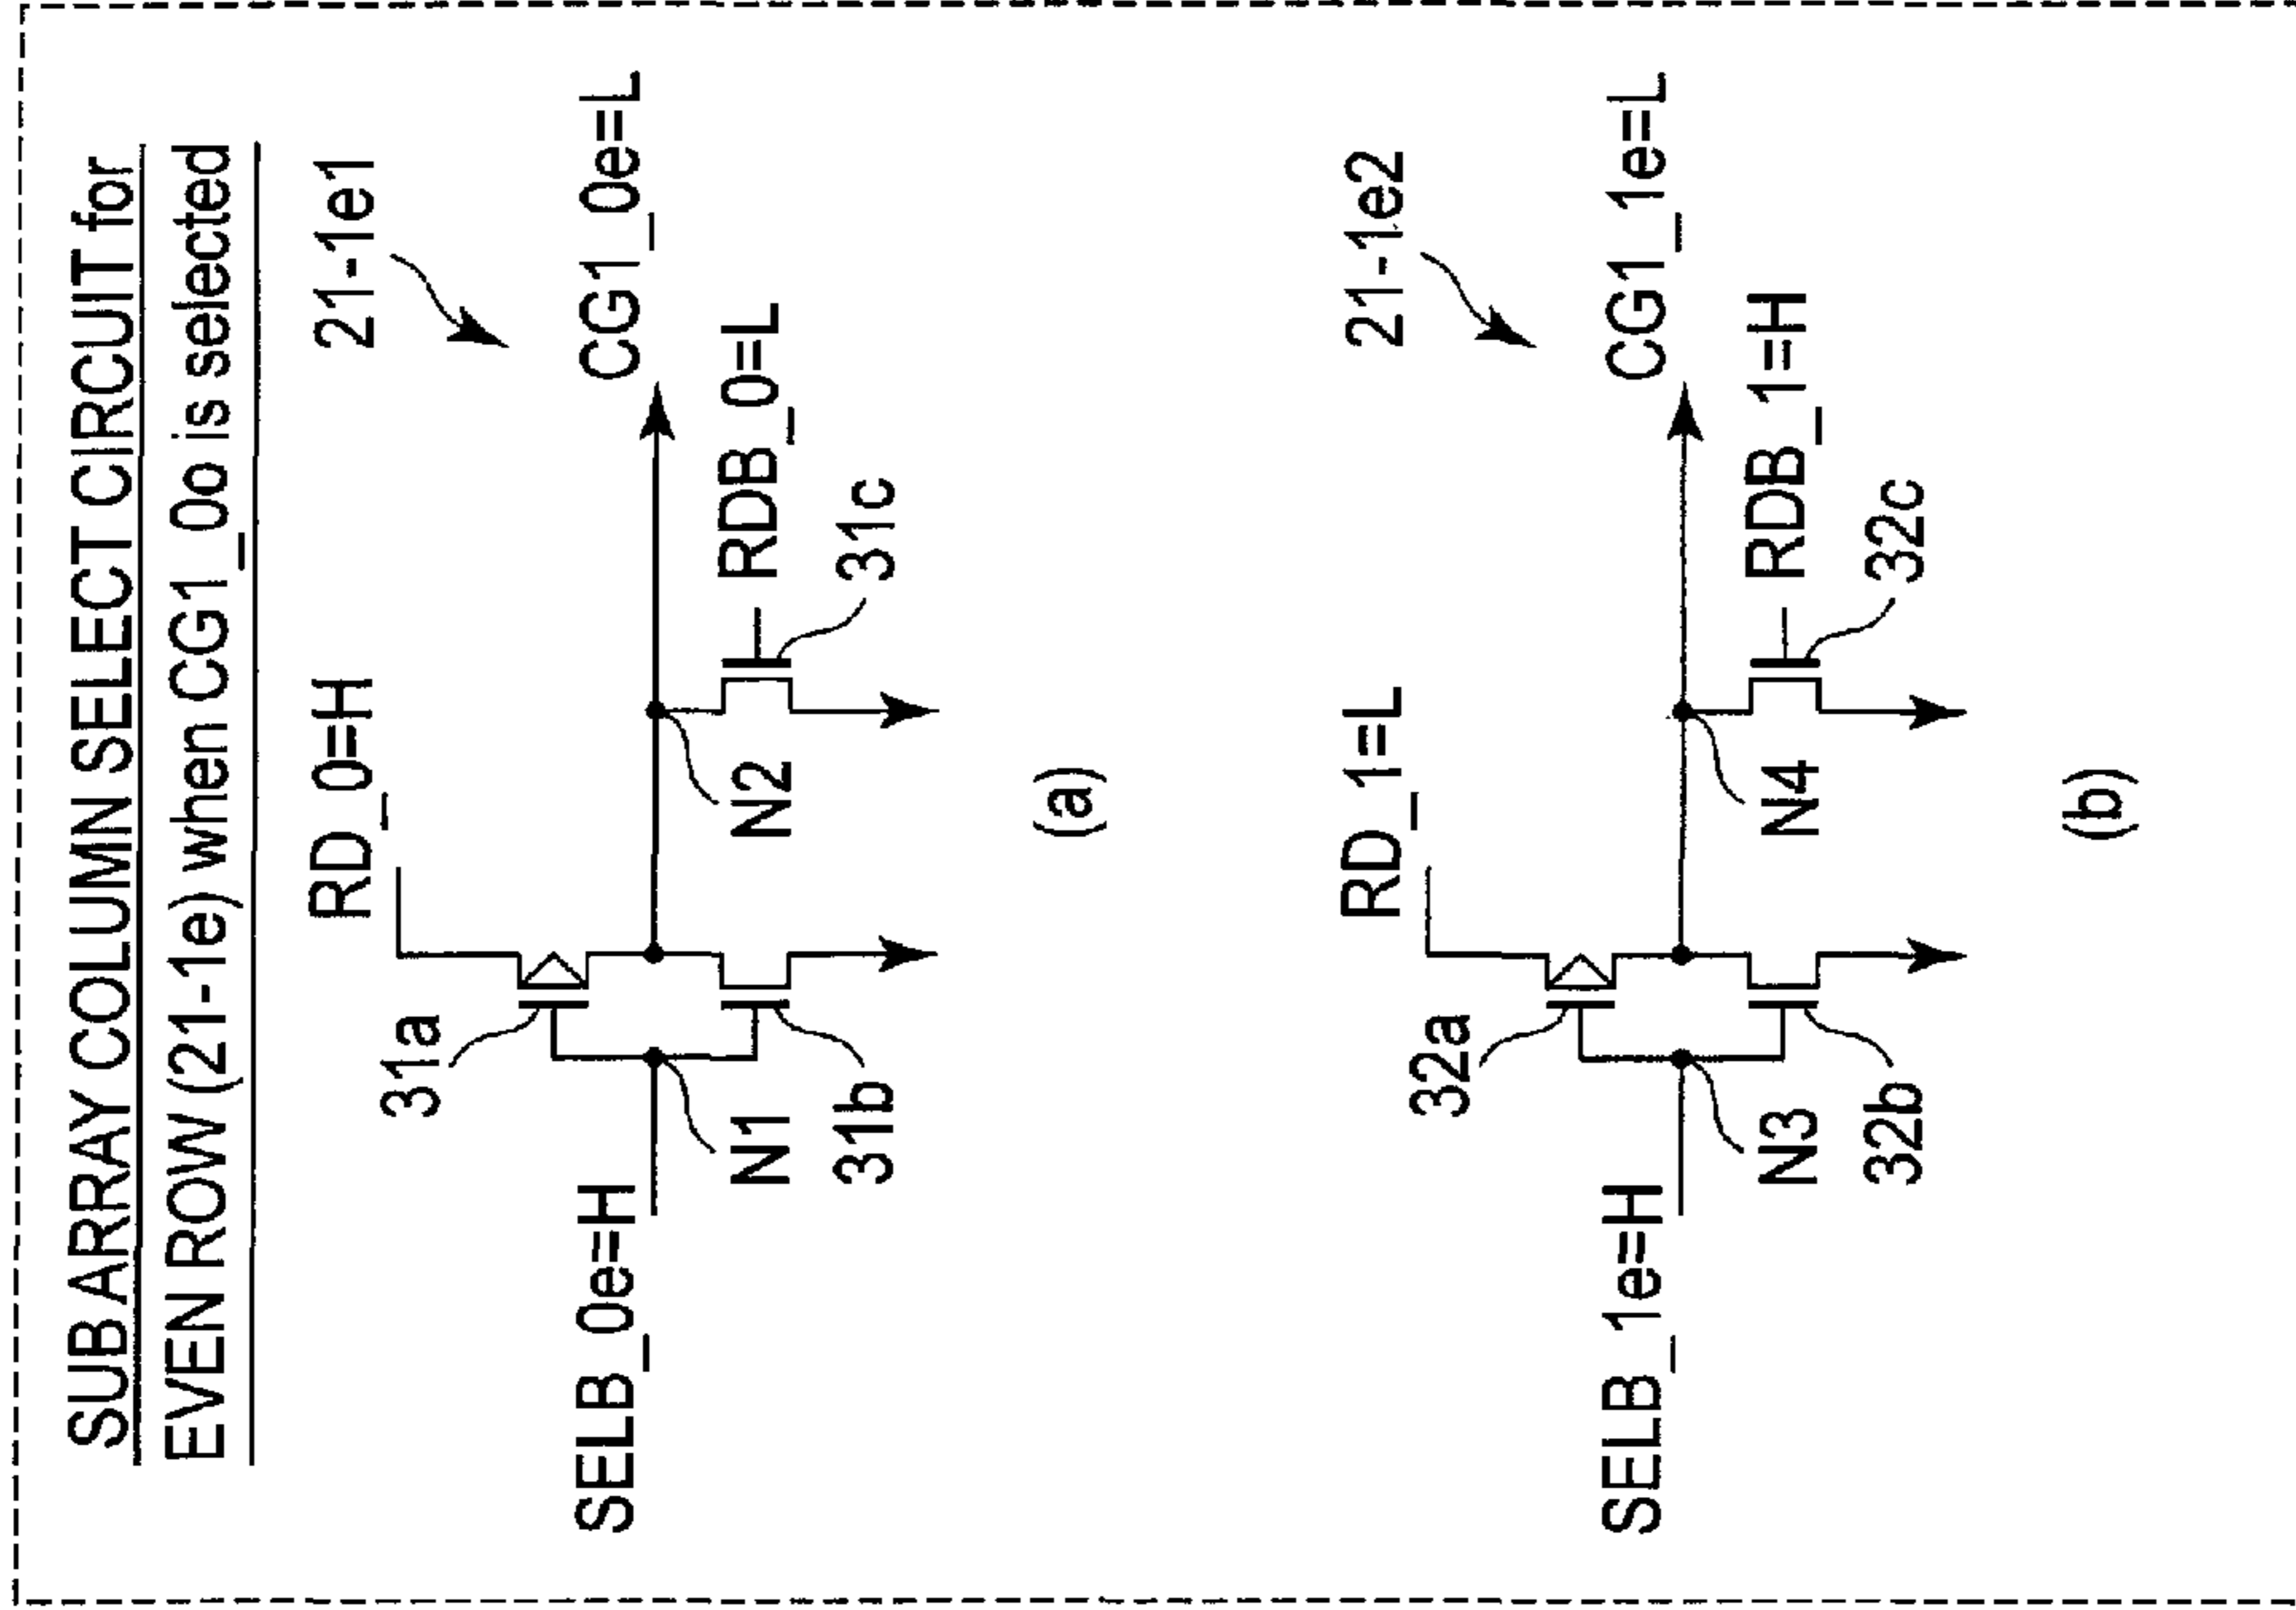 SUB ARRAY COLUMN SELECT CIRCUIT for
EVEN ROW (21-1e) when CG1_0o is selected
21-1e1
RD_0=H
31a
CG1_0e=L
SELB_0e=H
N1
N2
RDB_0=L
31b
31c
(a)
21-1e2
RD_1=L
32a
CG1_1e=L
SELB_1e=H
N3
N4
RDB_1=H
32b
32c
(b)